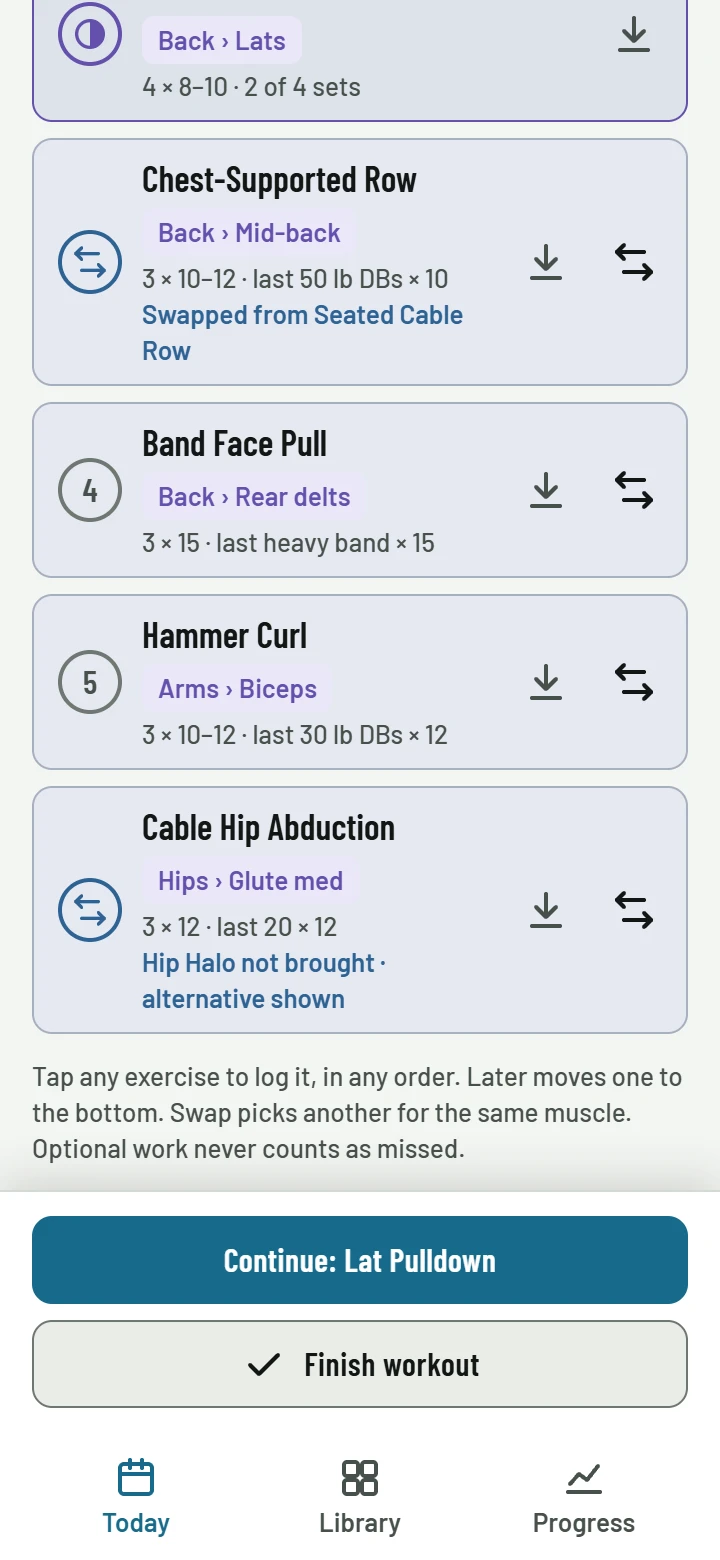 Back › Lats
4 × 8–10 · 2 of 4 sets
Chest-Supported Row
Back › Mid-back
3 × 10–12 · last 50 lb DBs × 10
Swapped from Seated Cable
Row
4
Band Face Pull
Back › Rear delts
3 × 15 · last heavy band × 15
5
Hammer Curl
Arms › Biceps
3 × 10–12 · last 30 lb DBs × 12
Cable Hip Abduction
Hips › Glute med
3 × 12 · last 20 × 12
Hip Halo not brought ·
alternative shown
Tap any exercise to log it, in any order. Later moves one to
the bottom. Swap picks another for the same muscle.
Optional work never counts as missed.
Continue: Lat Pulldown
Finish workout
Today
Library
Progress